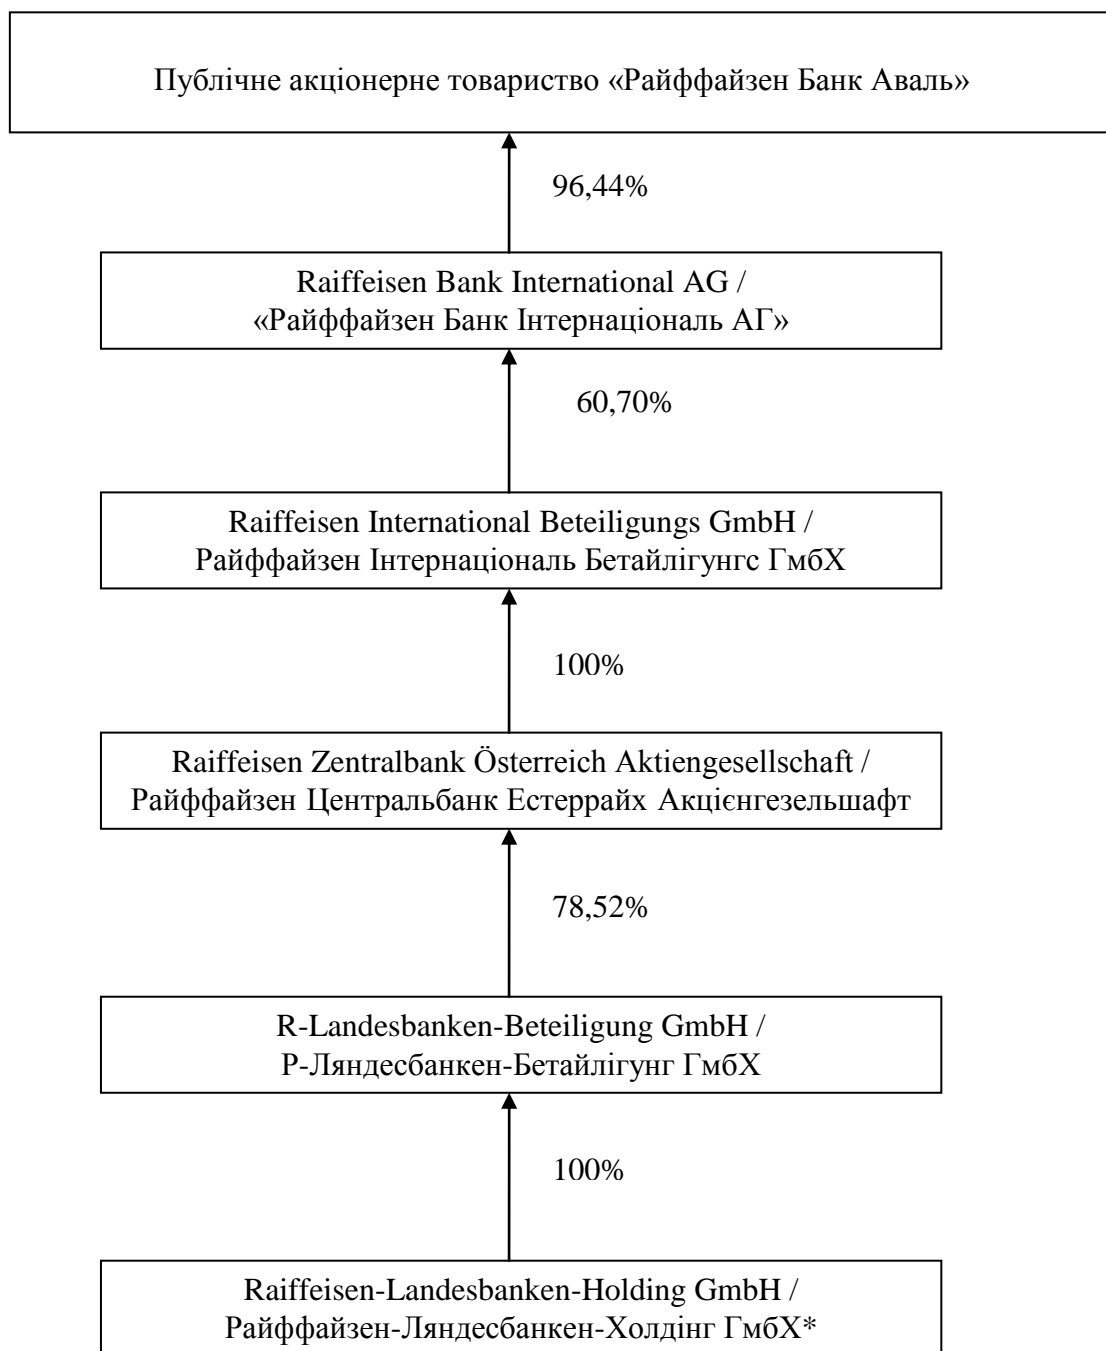 Публічне акціонерне товариство «Райффайзен Банк Аваль»
96,44%
Raiffeisen Bank International AG /
«Райффайзен Банк Інтернаціональ АГ»
60,70%
Raiffeisen International Beteiligungs GmbH /
Райффайзен Інтернаціональ Бетайлігунгс ГмбХ
100%
Raiffeisen Zentralbank Österreich Aktiengesellschaft /
Райффайзен Центральбанк Естеррайх Акцієнгезельшафт
78,52%
R-Landesbanken-Beteiligung GmbH /
Р-Ляндесбанкен-Бетайлігунг ГмбХ
100%
Raiffeisen-Landesbanken-Holding GmbH /
Райффайзен-Ляндесбанкен-Холдінг ГмбХ*